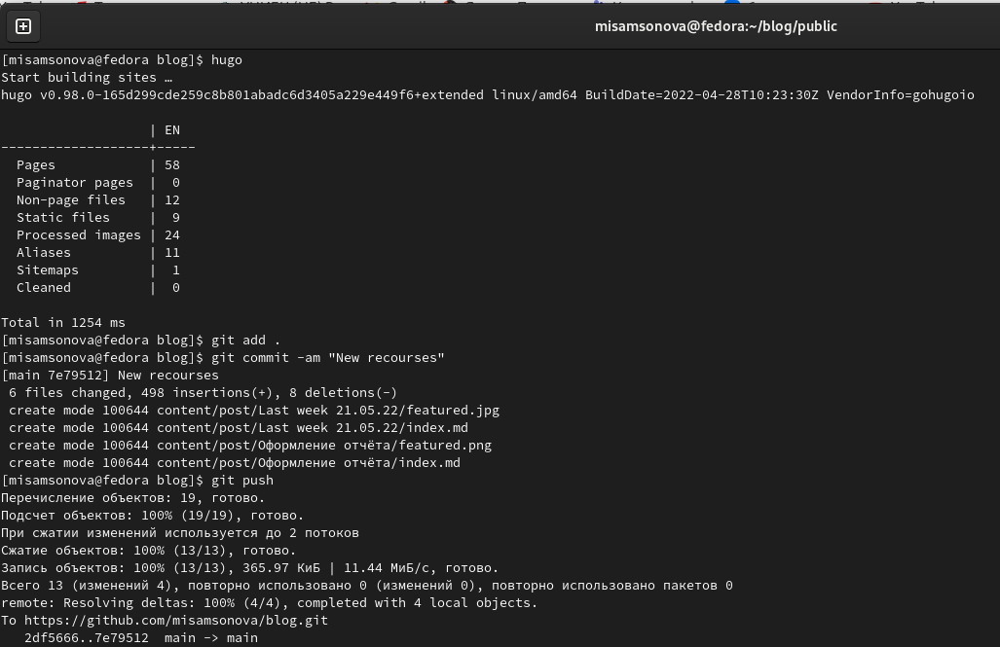 misamsonova@fedora:~/blog/public
[misamsonova@fedora blog]$ hugo
Start building sites …
hugo v0.98.0-165d299cde259c8b801abadc6d3405a229e449f6+extended linux/amd64 BuildDate=2022-04-28T10:23:30Z VendorInfo=gohugoio
                   | EN
-------------------+-----
  Pages            | 58
  Paginator pages  |  0
  Non-page files   | 12
  Static files     |  9
  Processed images | 24
  Aliases          | 11
  Sitemaps         |  1
  Cleaned          |  0
Total in 1254 ms
[misamsonova@fedora blog]$ git add .
[misamsonova@fedora blog]$ git commit -am "New recourses"
[main 7e79512] New recourses
 6 files changed, 498 insertions(+), 8 deletions(-)
 create mode 100644 content/post/Last week 21.05.22/featured.jpg
 create mode 100644 content/post/Last week 21.05.22/index.md
 create mode 100644 content/post/Оформление отчёта/featured.png
 create mode 100644 content/post/Оформление отчёта/index.md
[misamsonova@fedora blog]$ git push
Перечисление объектов: 19, готово.
Подсчет объектов: 100% (19/19), готово.
При сжатии изменений используется до 2 потоков
Сжатие объектов: 100% (13/13), готово.
Запись объектов: 100% (13/13), 365.97 КиБ | 11.44 МиБ/с, готово.
Всего 13 (изменений 4), повторно использовано 0 (изменений 0), повторно использовано пакетов 0
remote: Resolving deltas: 100% (4/4), completed with 4 local objects.
To https://github.com/misamsonova/blog.git
   2df5666..7e79512  main -> main